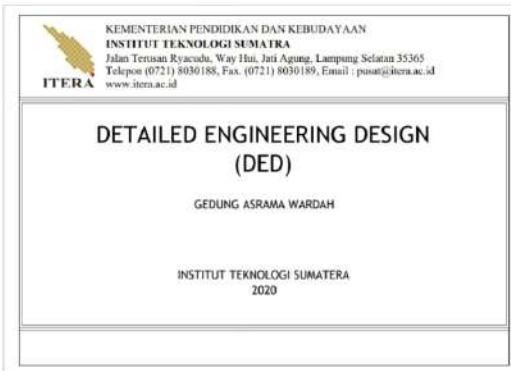 KEMENTERIAN PENDIDIKAN DAN KEBUDAYAAN
INSTITUT TEKNOLOGI SUMATRA
Jalan Terusan Ryacudu, Way Hui, Jati Agung, Lampung Selatan 35365
Telepon (0721) 8030188, Fax. (0721) 8030189, Email : pusat@itera.ac.id
www.itera.ac.id
ITERA
DETAILED ENGINEERING DESIGN
(DED)
GEDUNG ASRAMA WARDAH
INSTITUT TEKNOLOGI SUMATERA
2020